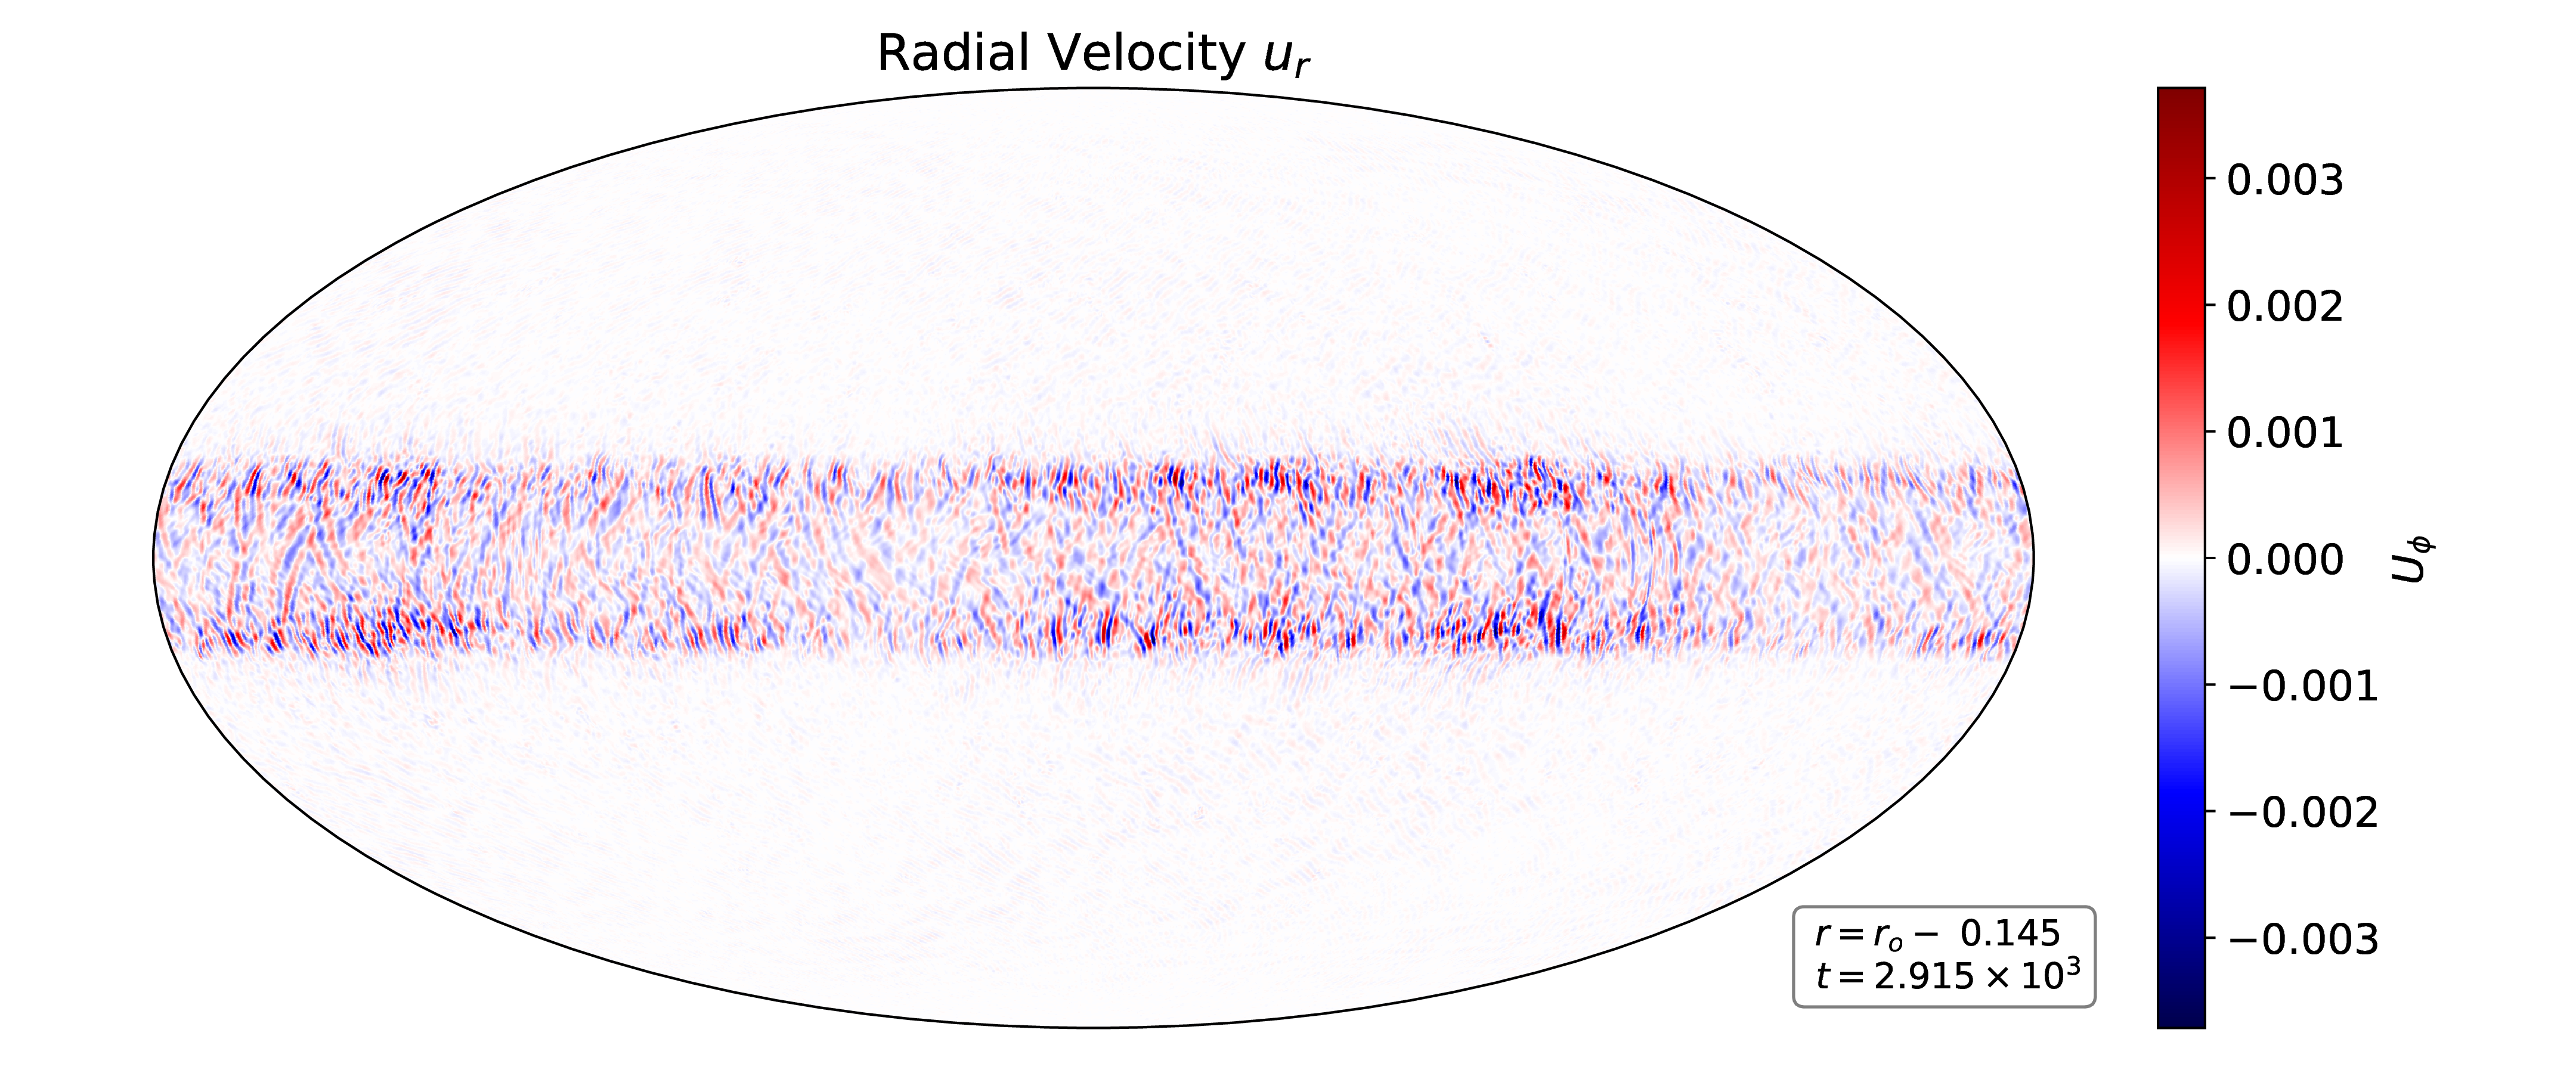 Radial Velocity u_r
0.003
0.002
0.001
0.000
−0.001
−0.002
−0.003
U_ϕ
r = r_o − 0.145
t = 2.915 × 10^3